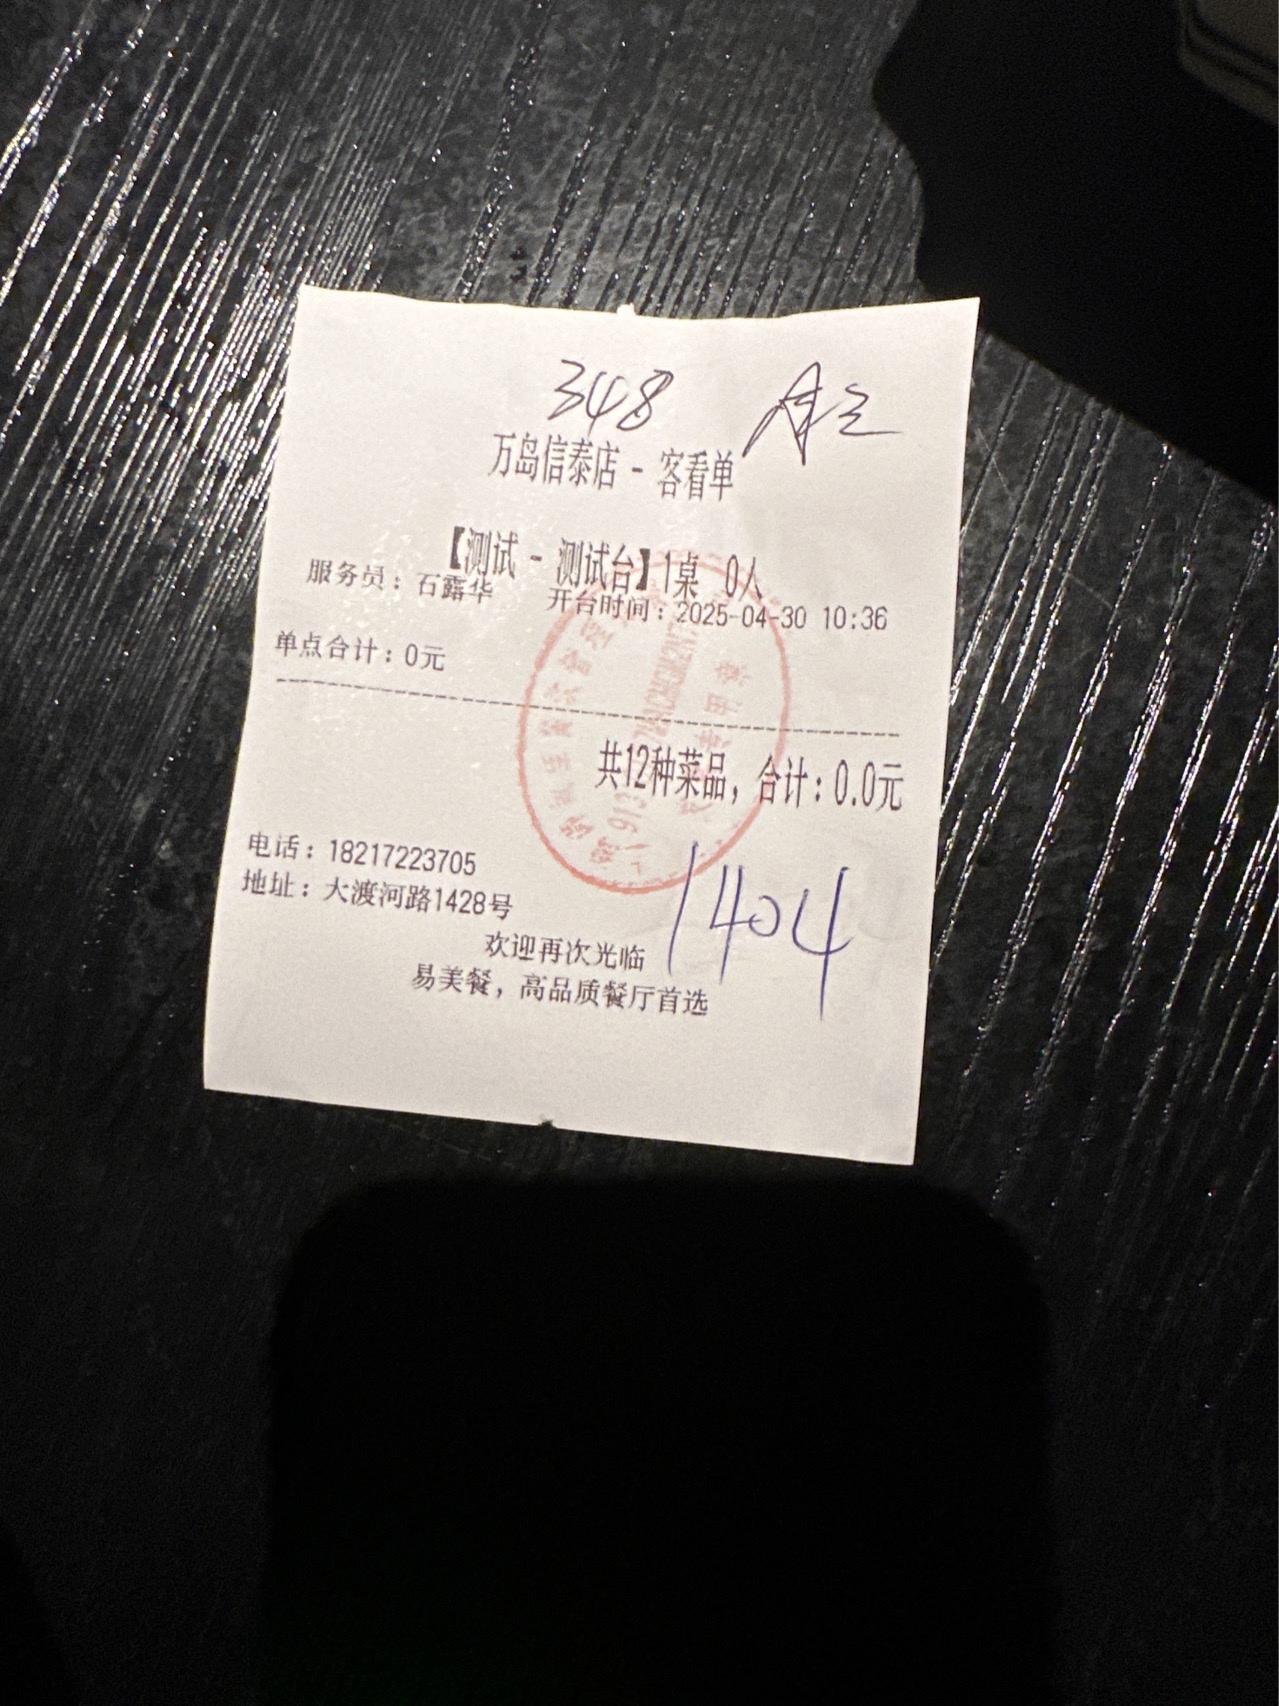 348
万岛信泰店 - 客看单
【测试 - 测试台】1桌 0人
服务员：石露华 开台时间：2025-04-30 10:36
单点合计：0元
共12种菜品，合计：0.0元
电话：18217223705
地址：大渡河路1428号
1404
欢迎再次光临
易美餐，高品质餐厅首选